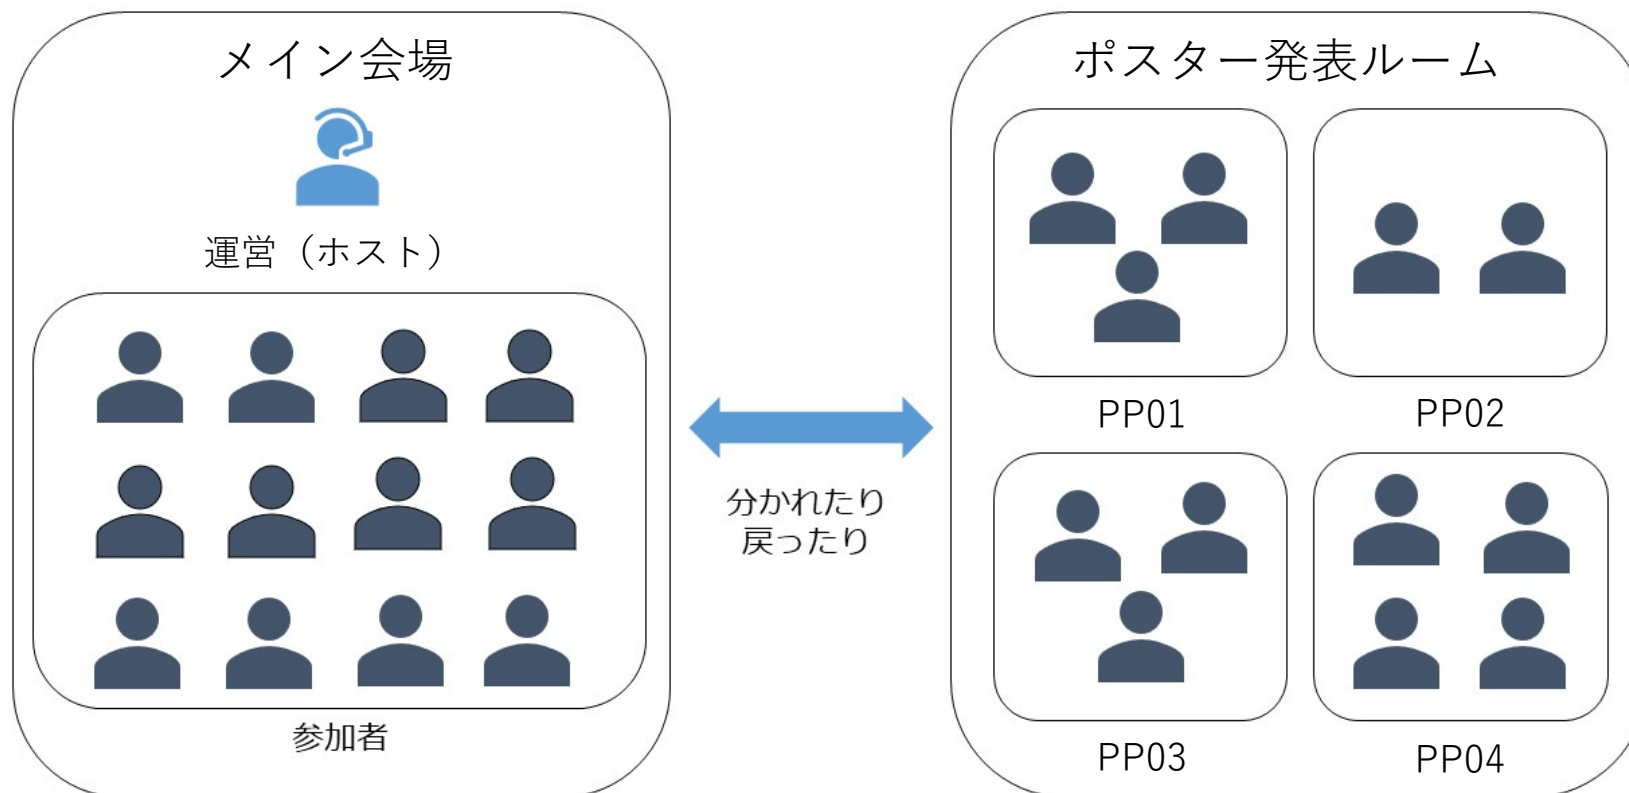 メイン会場
運営（ホスト）
参加者
分かれたり
戻ったり
ポスター発表ルーム
PP01
PP02
PP03
PP04